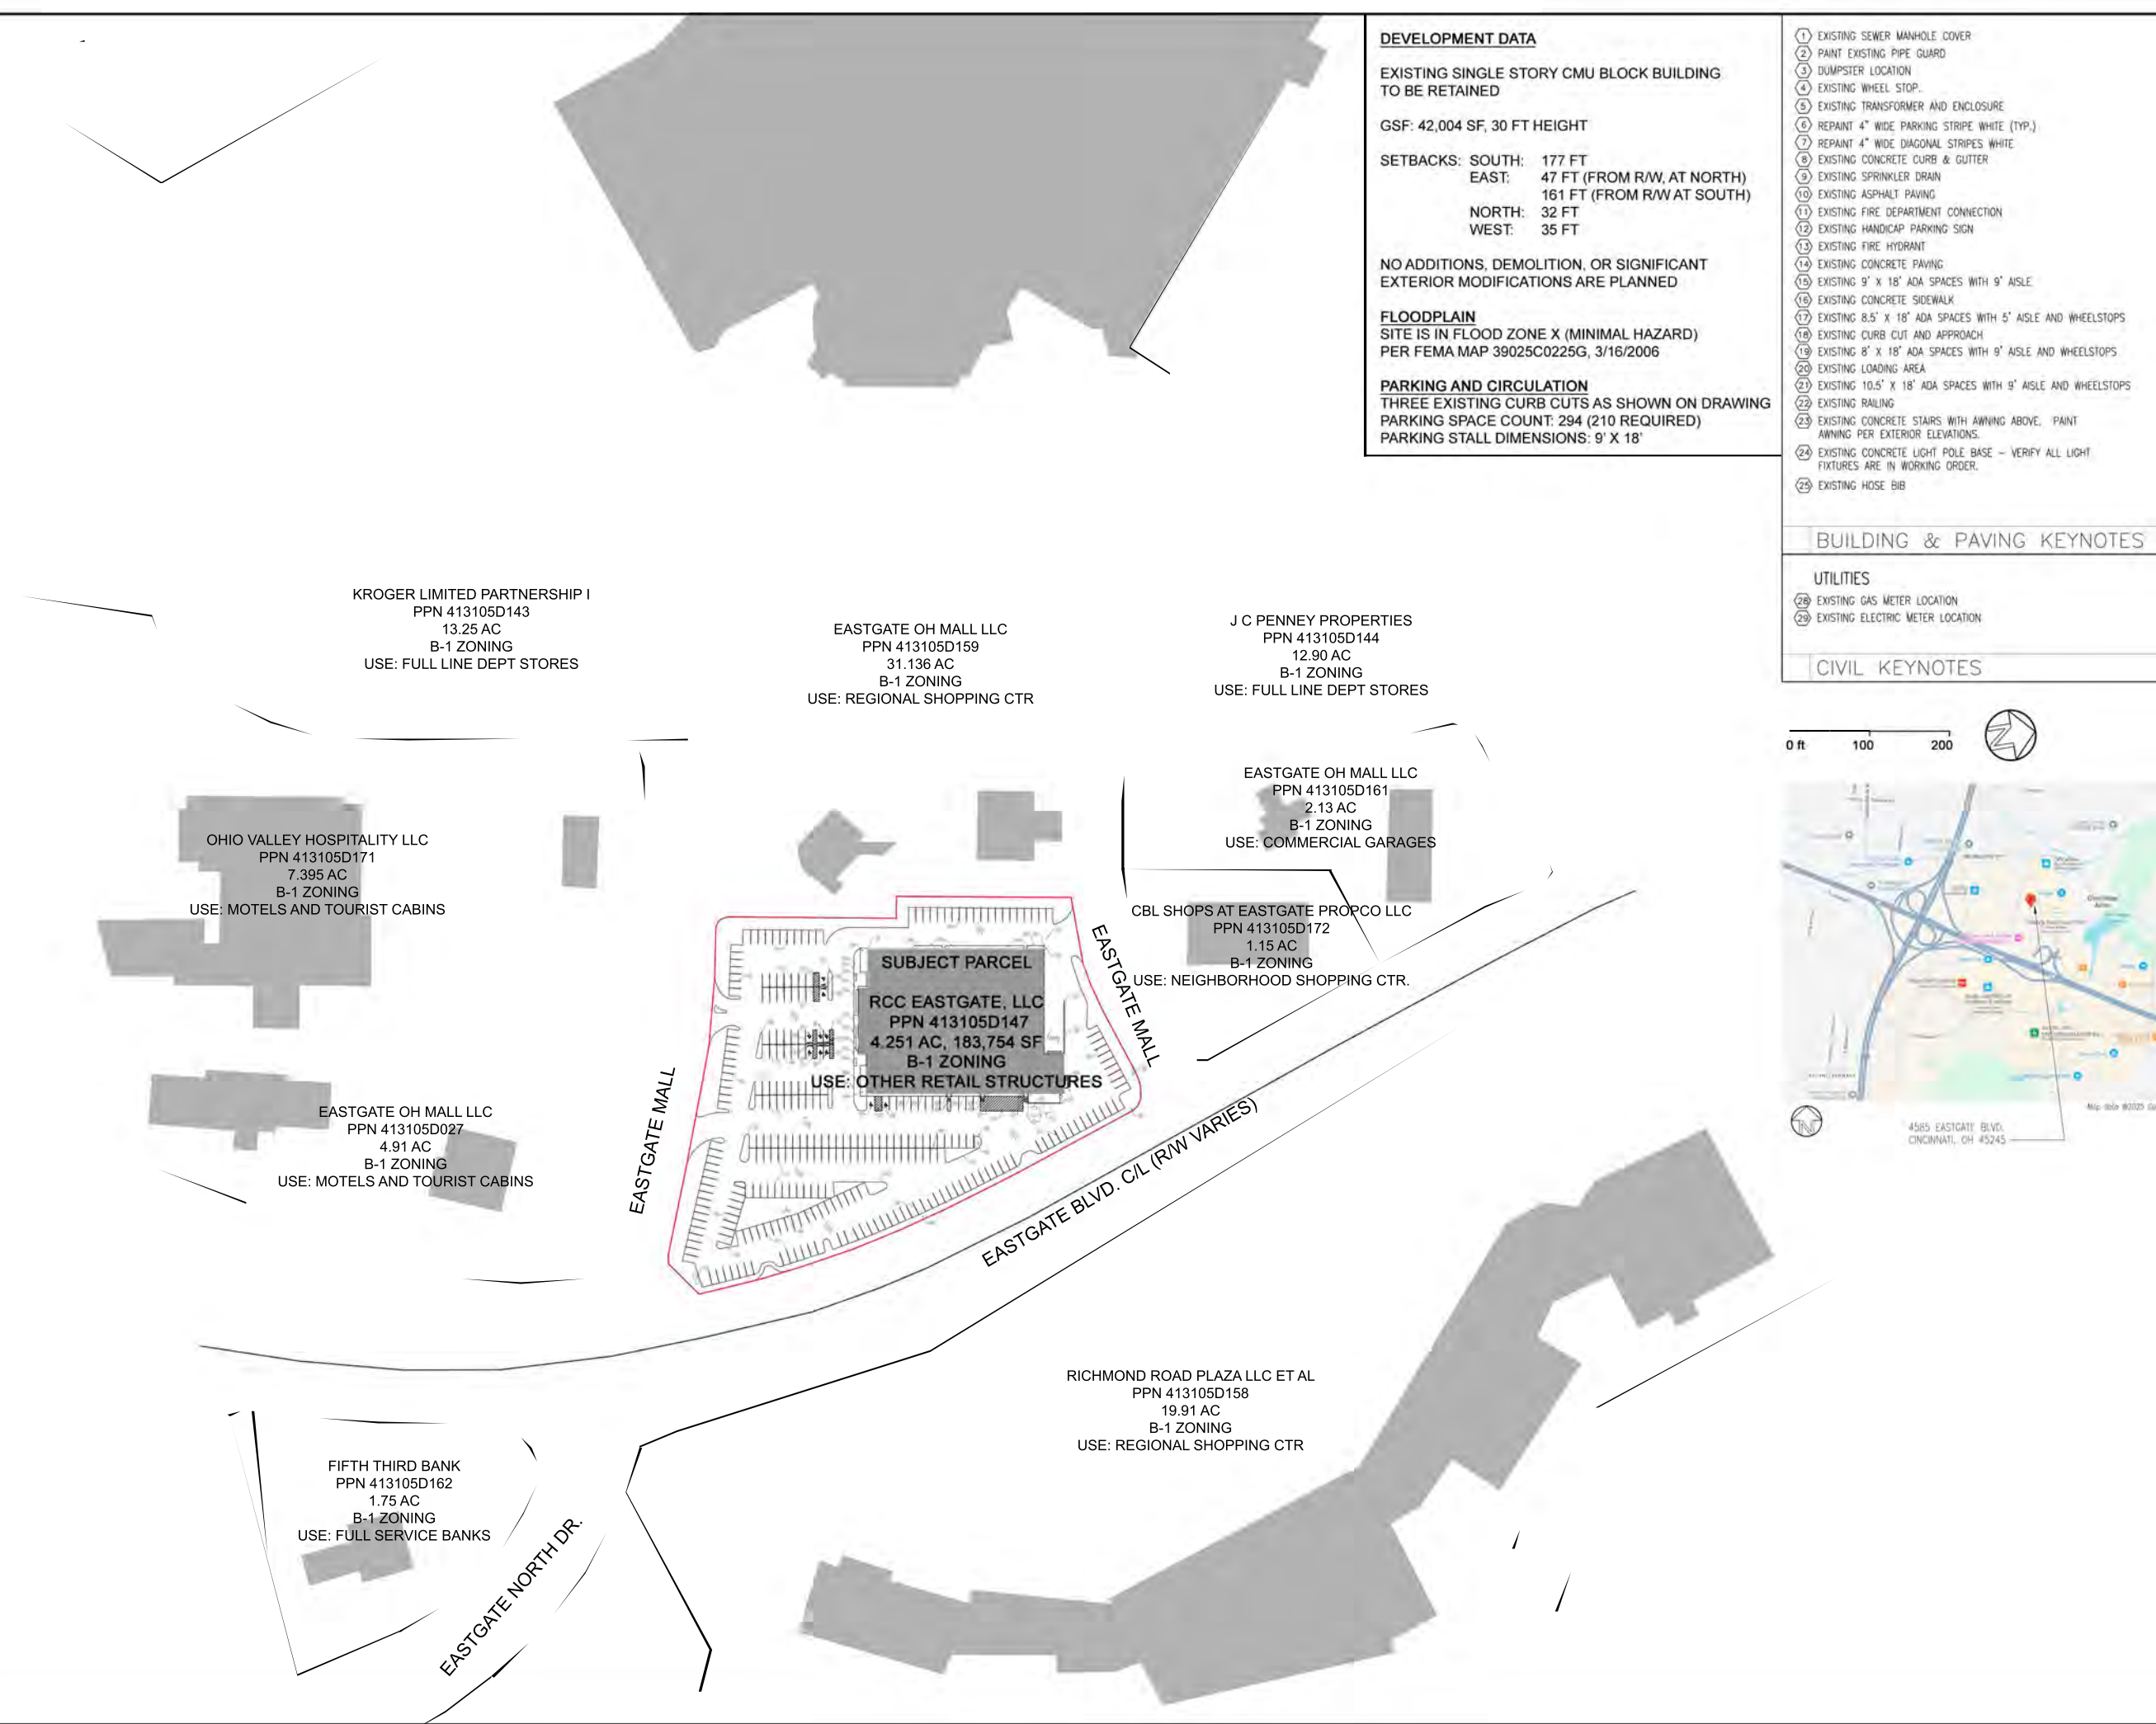 DEVELOPMENT DATA
EXISTING SINGLE STORY CMU BLOCK BUILDING
TO BE RETAINED
GSF: 42,004 SF, 30 FT HEIGHT
SETBACKS: SOUTH: 177 FT
EAST: 47 FT (FROM R/W, AT NORTH)
161 FT (FROM R/W AT SOUTH)
NORTH: 32 FT
WEST: 35 FT
NO ADDITIONS, DEMOLITION, OR SIGNIFICANT
EXTERIOR MODIFICATIONS ARE PLANNED
FLOODPLAIN
SITE IS IN FLOOD ZONE X (MINIMAL HAZARD)
PER FEMA MAP 39025C0225G, 3/16/2006
PARKING AND CIRCULATION
THREE EXISTING CURB CUTS AS SHOWN ON DRAWING
PARKING SPACE COUNT: 294 (210 REQUIRED)
PARKING STALL DIMENSIONS: 9' X 18'
1 EXISTING SEWER MANHOLE COVER
2 PAINT EXISTING PIPE GUARD
3 DUMPSTER LOCATION
4 EXISTING WHEEL STOP.
5 EXISTING TRANSFORMER AND ENCLOSURE
6 REPAINT 4" WIDE PARKING STRIPE WHITE (TYP.)
7 REPAINT 4" WIDE DIAGONAL STRIPES WHITE
8 EXISTING CONCRETE CURB & GUTTER
9 EXISTING SPRINKLER DRAIN
10 EXISTING ASPHALT PAVING
11 EXISTING FIRE DEPARTMENT CONNECTION
12 EXISTING HANDICAP PARKING SIGN
13 EXISTING FIRE HYDRANT
14 EXISTING CONCRETE PAVING
15 EXISTING 9' X 18' ADA SPACES WITH 9' AISLE
16 EXISTING CONCRETE SIDEWALK
17 EXISTING 8.5' X 18' ADA SPACES WITH 5' AISLE AND WHEELSTOPS
18 EXISTING CURB CUT AND APPROACH
19 EXISTING 8' X 18' ADA SPACES WITH 9' AISLE AND WHEELSTOPS
20 EXISTING LOADING AREA
21 EXISTING 10.5' X 18' ADA SPACES WITH 9' AISLE AND WHEELSTOPS
22 EXISTING RAILING
23 EXISTING CONCRETE STAIRS WITH AWNING ABOVE. PAINT
AWNING PER EXTERIOR ELEVATIONS.
24 EXISTING CONCRETE LIGHT POLE BASE – VERIFY ALL LIGHT
FIXTURES ARE IN WORKING ORDER.
25 EXISTING HOSE BIB
BUILDING & PAVING KEYNOTES
UTILITIES
28 EXISTING GAS METER LOCATION
29 EXISTING ELECTRIC METER LOCATION
CIVIL KEYNOTES
0 ft 100 200
N
KROGER LIMITED PARTNERSHIP I
PPN 413105D143
13.25 AC
B-1 ZONING
USE: FULL LINE DEPT STORES
EASTGATE OH MALL LLC
PPN 413105D159
31.136 AC
B-1 ZONING
USE: REGIONAL SHOPPING CTR
J C PENNEY PROPERTIES
PPN 413105D144
12.90 AC
B-1 ZONING
USE: FULL LINE DEPT STORES
EASTGATE OH MALL LLC
PPN 413105D161
2.13 AC
B-1 ZONING
USE: COMMERCIAL GARAGES
OHIO VALLEY HOSPITALITY LLC
PPN 413105D171
7.395 AC
B-1 ZONING
USE: MOTELS AND TOURIST CABINS
CBL SHOPS AT EASTGATE PROPCO LLC
PPN 413105D172
1.15 AC
B-1 ZONING
USE: NEIGHBORHOOD SHOPPING CTR.
SUBJECT PARCEL
RCC EASTGATE, LLC
PPN 413105D147
4.251 AC, 183,754 SF
B-1 ZONING
USE: OTHER RETAIL STRUCTURES
EASTGATE MALL
EASTGATE MALL
EASTGATE OH MALL LLC
PPN 413105D027
4.91 AC
B-1 ZONING
USE: MOTELS AND TOURIST CABINS
EASTGATE BLVD. C/L (R/W VARIES)
Map data ©2025
N
4585 EASTGATE BLVD.
CINCINNATI, OH 45245
RICHMOND ROAD PLAZA LLC ET AL
PPN 413105D158
19.91 AC
B-1 ZONING
USE: REGIONAL SHOPPING CTR
FIFTH THIRD BANK
PPN 413105D162
1.75 AC
B-1 ZONING
USE: FULL SERVICE BANKS
EASTGATE NORTH DR.